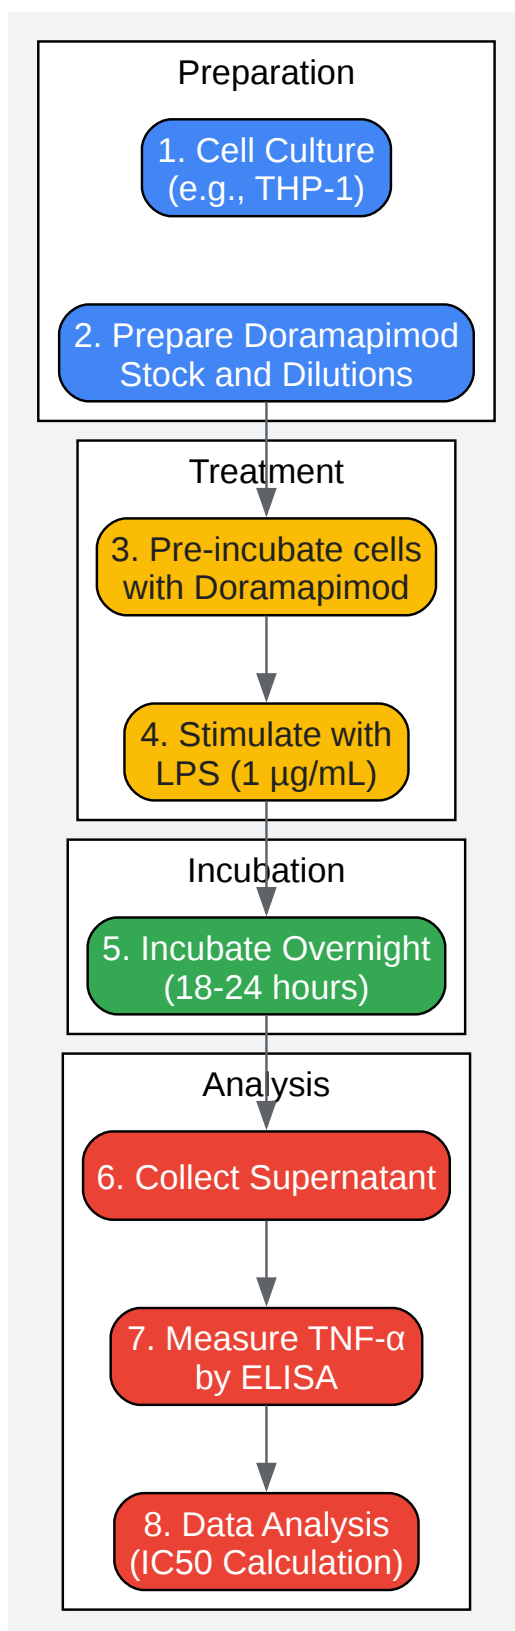 Preparation
1. Cell Culture
(e.g., THP-1)
2. Prepare Doramapimod
Stock and Dilutions
Treatment
3. Pre-incubate cells
with Doramapimod
4. Stimulate with
LPS (1 µg/mL)
Incubation
5. Incubate Overnight
(18-24 hours)
Analysis
6. Collect Supernatant
7. Measure TNF-α
by ELISA
8. Data Analysis
(IC50 Calculation)